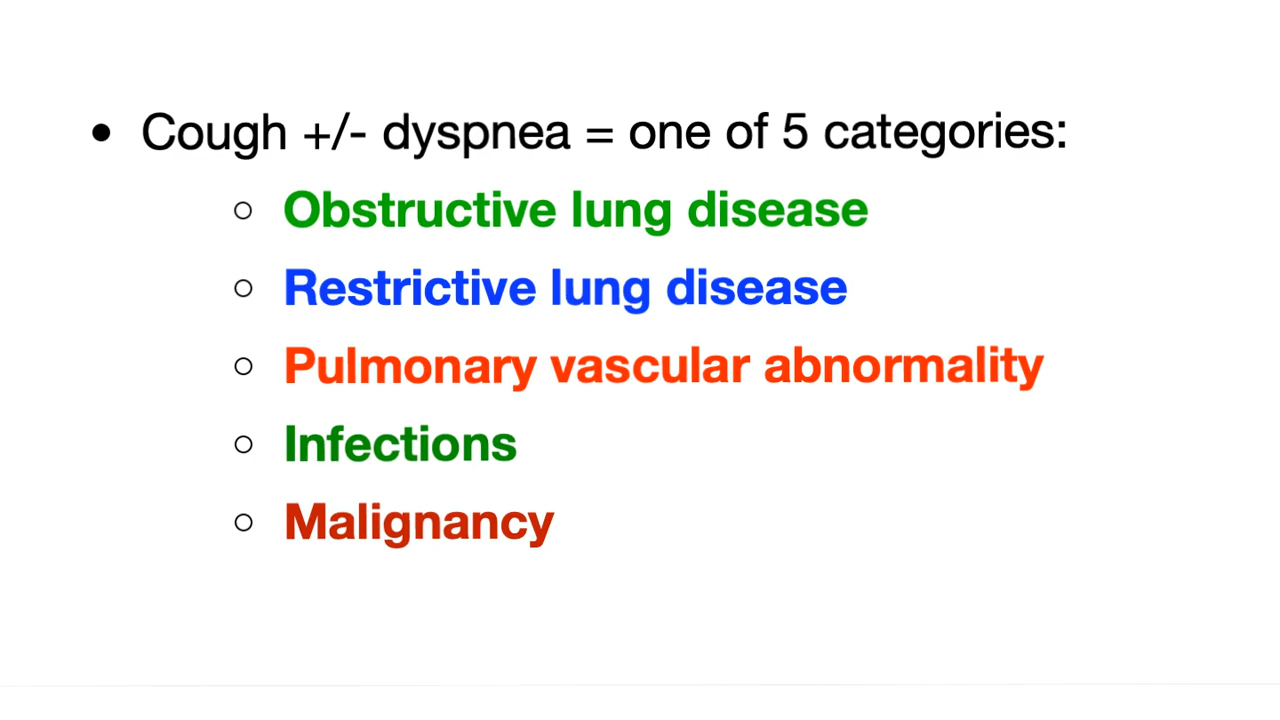 • Cough +/- dyspnea = one of 5 categories:
○ Obstructive lung disease
○ Restrictive lung disease
○ Pulmonary vascular abnormality
○ Infections
○ Malignancy